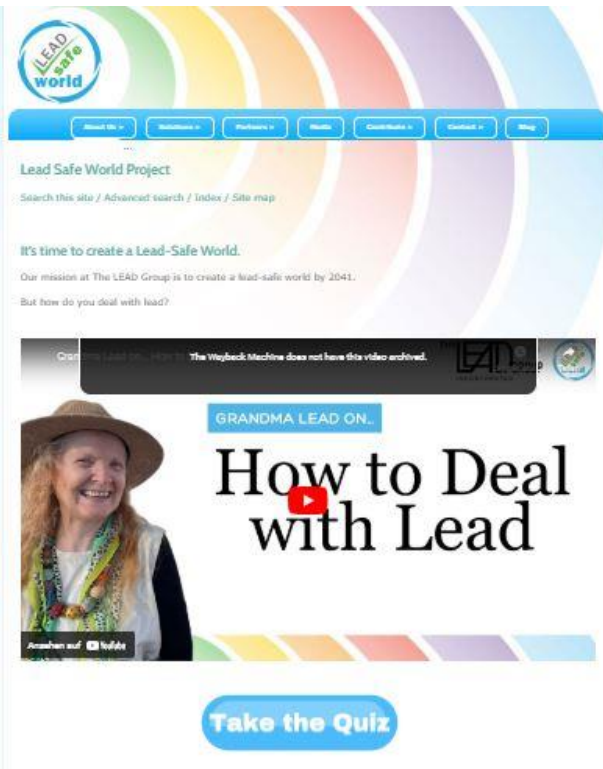 LEAD
safe
world
About Us » Solutions » Partners » Media Contribute » Contact » Blog
...
Lead Safe World Project
Search this site / Advanced search / Index / Site map
It's time to create a Lead-Safe World.
Our mission at The LEAD Group is to create a lead-safe world by 2041.
But how do you deal with lead?
The Wayback Machine does not have this video archived.
LEAD
GRANDMA LEAD ON..
How to Deal
with Lead
Ansehen auf YouTube
Take the Quiz